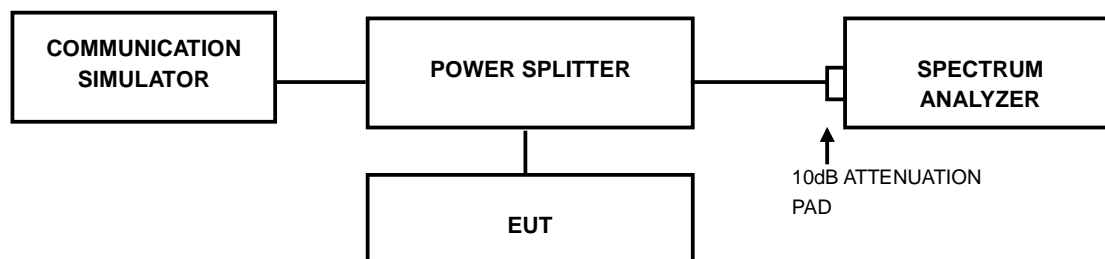 COMMUNICATION
SIMULATOR
POWER SPLITTER
SPECTRUM
ANALYZER
10dB ATTENUATION
PAD
EUT